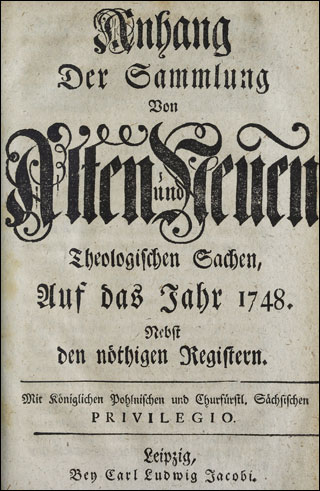 Anhang
Der Sammlung
Von
Alten und Neuen
Theologischen Sachen,
Auf das Jahr 1748.
Nebst
den nöthigen Registern.
Mit Königlichen Pohlnischen und Churfürstl. Sächsischen
PRIVILEGIO.
Leipzig,
Bey Carl Ludwig Jacobi.